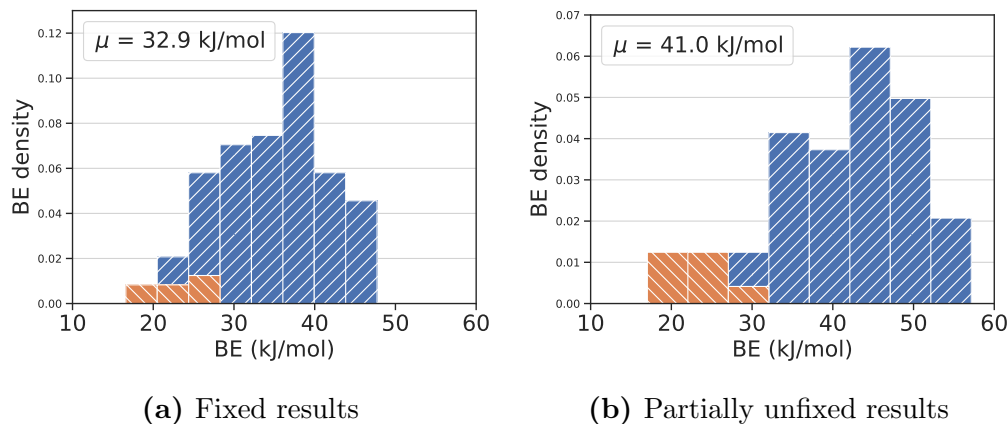 μ = 32.9 kJ/mol
BE density
0.12
0.10
0.08
0.06
0.04
0.02
0.00
10 20 30 40 50 60
BE (kJ/mol)
(a) Fixed results
μ = 41.0 kJ/mol
BE density
0.07
0.06
0.05
0.04
0.03
0.02
0.01
0.00
10 20 30 40 50 60
BE (kJ/mol)
(b) Partially unfixed results